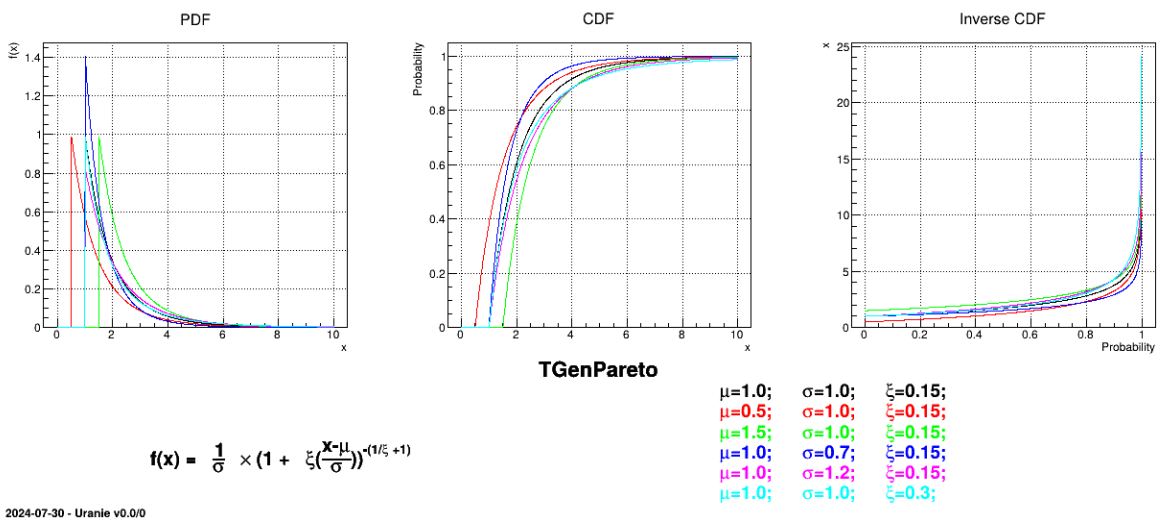 PDF
f(x)
1.4
1.2
1
0.8
0.6
0.4
0.2
0
0 2 4 6 8 10
x
CDF
Probability
1
0.8
0.6
0.4
0.2
0
0 2 4 6 8 10
x
Inverse CDF
x
25
20
15
10
5
0
0 0.2 0.4 0.6 0.8 1
Probability
TGenPareto
μ=1.0; σ=1.0; ξ=0.15;
μ=0.5; σ=1.0; ξ=0.15;
μ=1.5; σ=1.0; ξ=0.15;
μ=1.0; σ=0.7; ξ=0.15;
μ=1.0; σ=1.2; ξ=0.15;
μ=1.0; σ=1.0; ξ=0.3;
f(x) = 1/σ ×(1 + ξ(x-μ/σ))^-(1/ξ +1)
2024-07-30 - Uranie v0.0/0